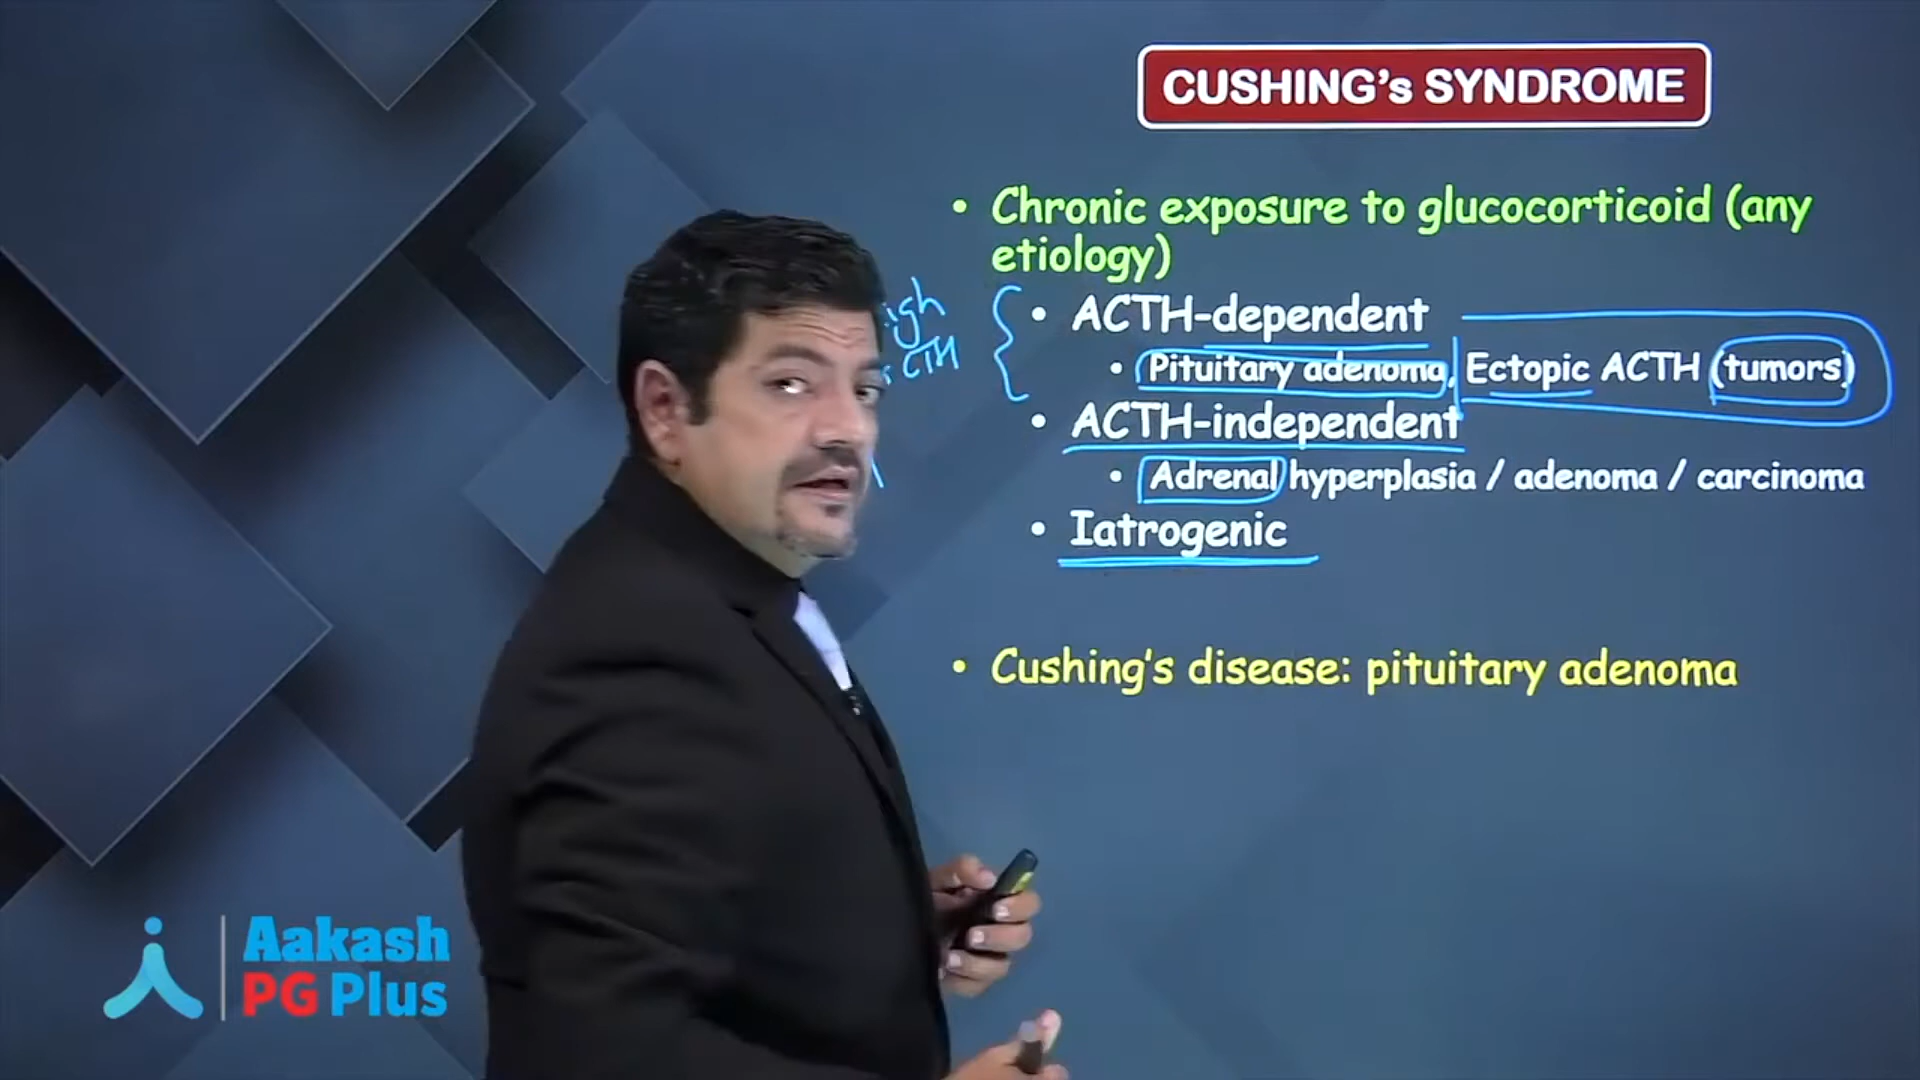 CUSHING's SYNDROME
• Chronic exposure to glucocorticoid (any
etiology)
• ACTH-dependent
• Pituitary adenoma, Ectopic ACTH (tumors)
• ACTH-independent
• Adrenal hyperplasia / adenoma / carcinoma
• Iatrogenic
• Cushing's disease: pituitary adenoma
Aakash
PG Plus